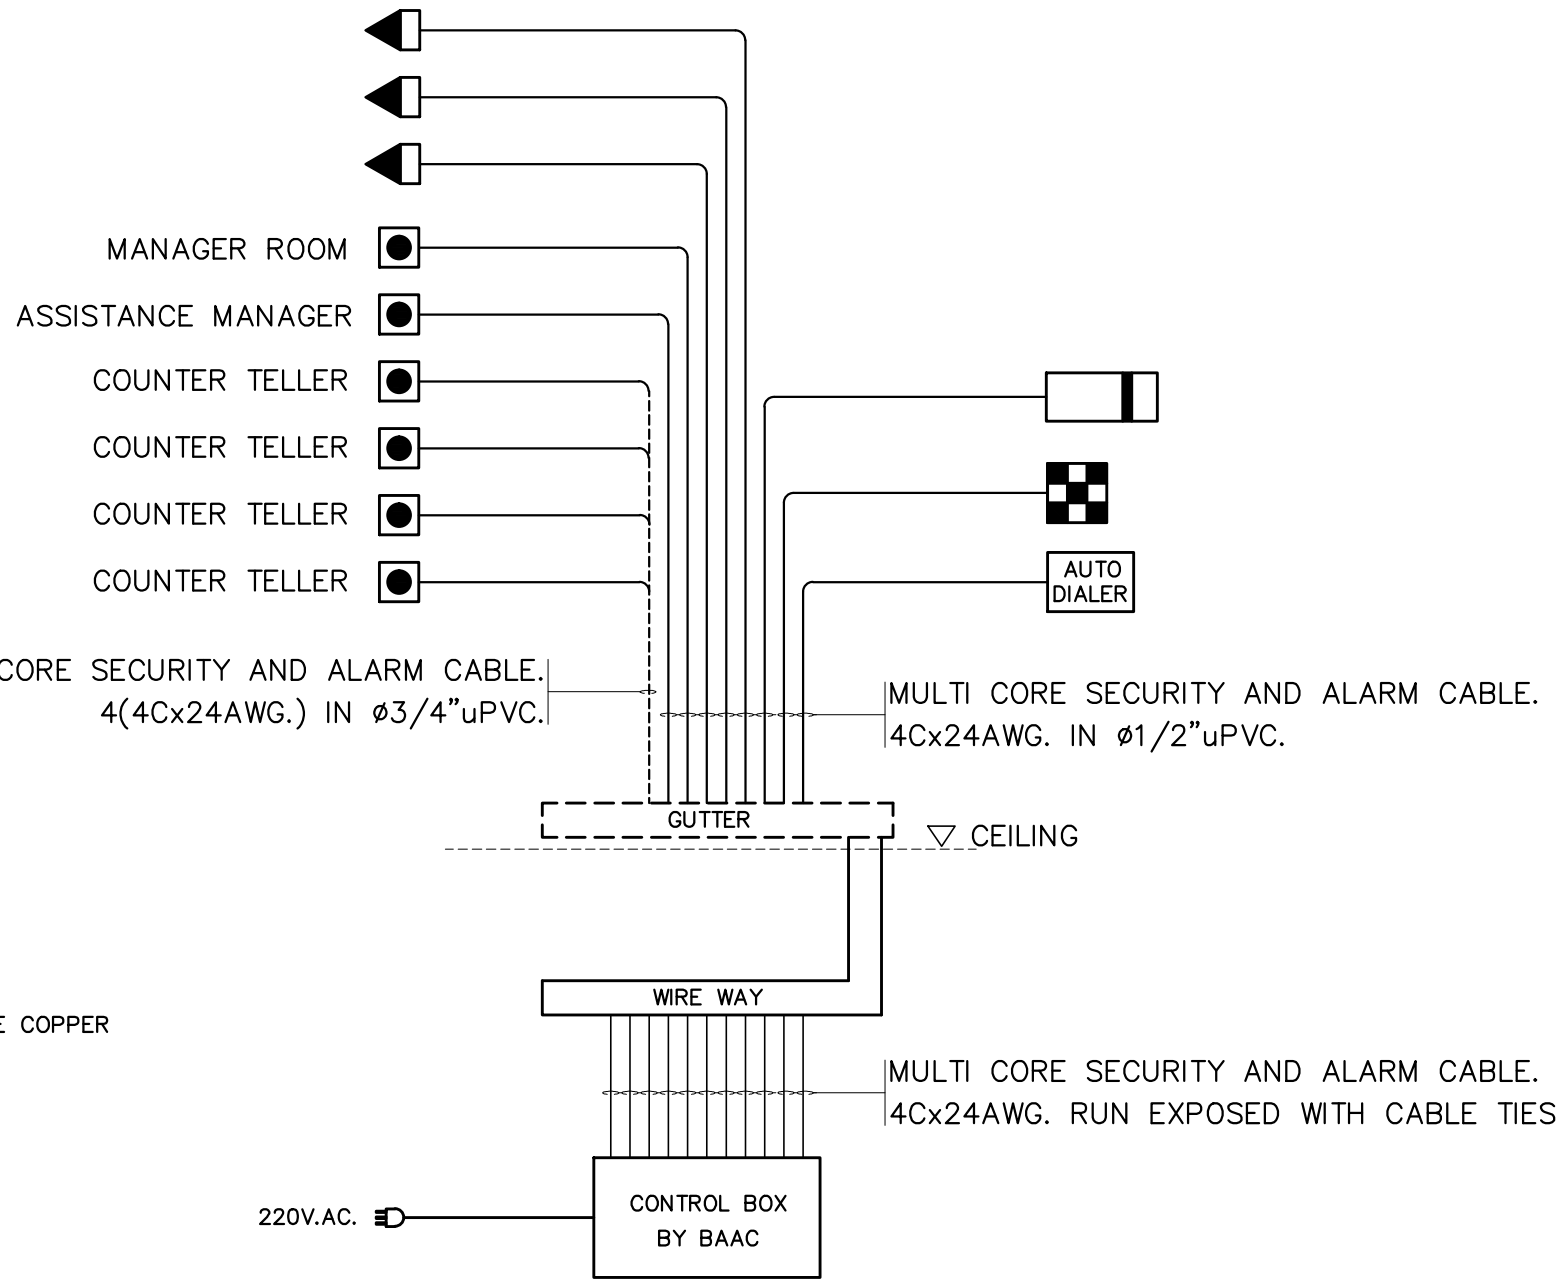 MANAGER ROOM
ASSISTANCE MANAGER
COUNTER TELLER
COUNTER TELLER
COUNTER TELLER
COUNTER TELLER
AUTO
DIALER
CORE SECURITY AND ALARM CABLE.
4(4Cx24AWG.) IN ø3/4"uPVC.
MULTI CORE SECURITY AND ALARM CABLE.
4Cx24AWG. IN ø1/2"uPVC.
GUTTER
CEILING
WIRE WAY
COPPER
MULTI CORE SECURITY AND ALARM CABLE.
4Cx24AWG. RUN EXPOSED WITH CABLE TIES
220V.AC.
CONTROL BOX
BY BAAC